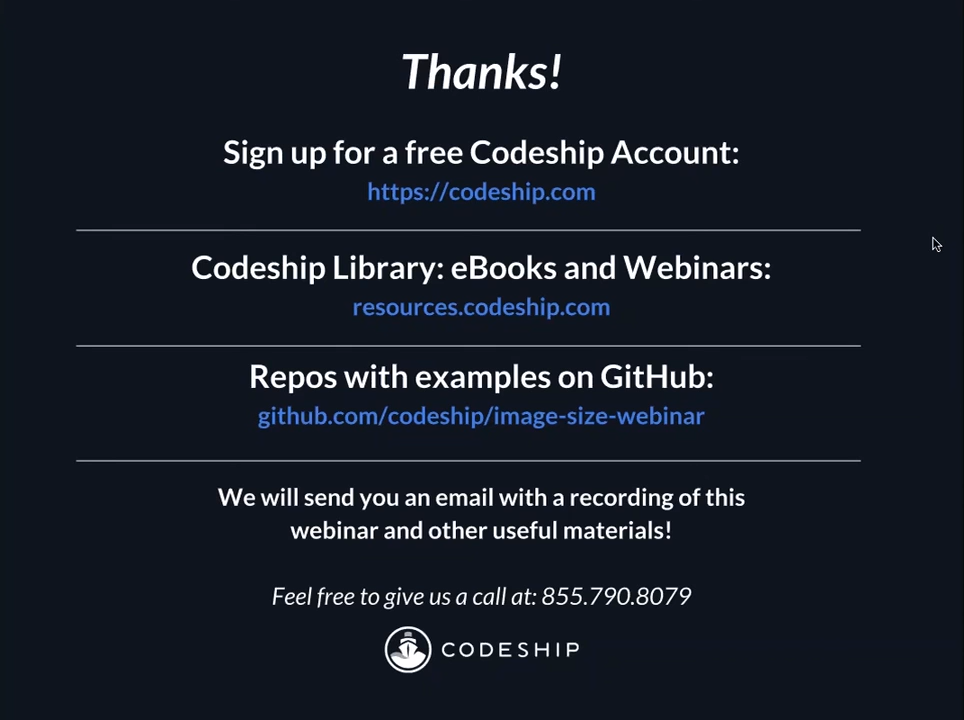 Thanks!
Sign up for a free Codeship Account:
https://codeship.com
Codeship Library: eBooks and Webinars:
resources.codeship.com
Repos with examples on GitHub:
github.com/codeship/image-size-webinar
We will send you an email with a recording of this
webinar and other useful materials!
Feel free to give us a call at: 855.790.8079
CODESHIP